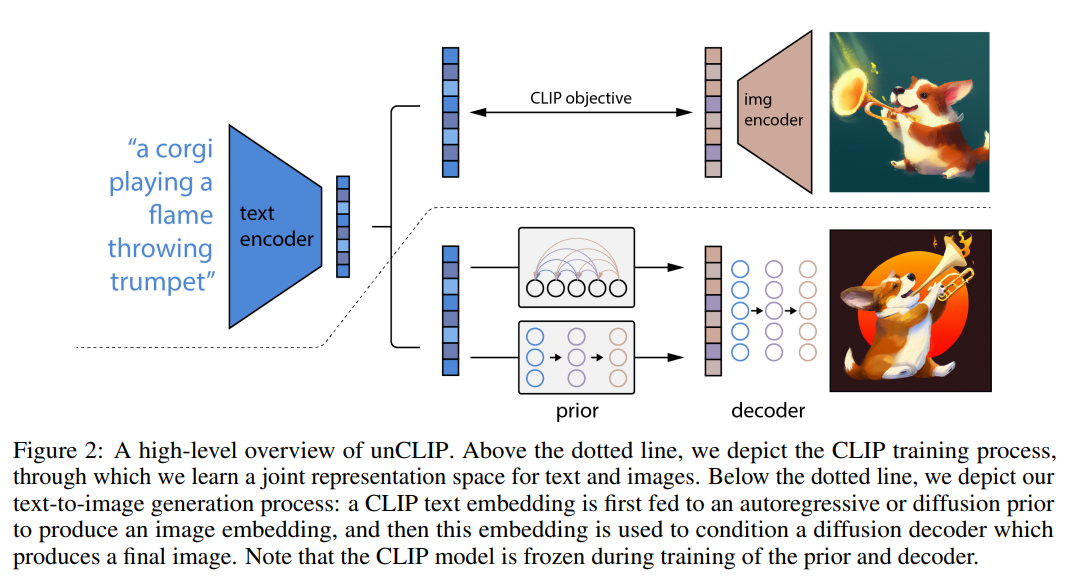 “a corgi
playing a
flame
throwing
trumpet”
text
encoder
CLIP objective
img
encoder
prior
decoder
Figure 2: A high-level overview of unCLIP. Above the dotted line, we depict the CLIP training process,
through which we learn a joint representation space for text and images. Below the dotted line, we depict our
text-to-image generation process: a CLIP text embedding is first fed to an autoregressive or diffusion prior
to produce an image embedding, and then this embedding is used to condition a diffusion decoder which
produces a final image. Note that the CLIP model is frozen during training of the prior and decoder.